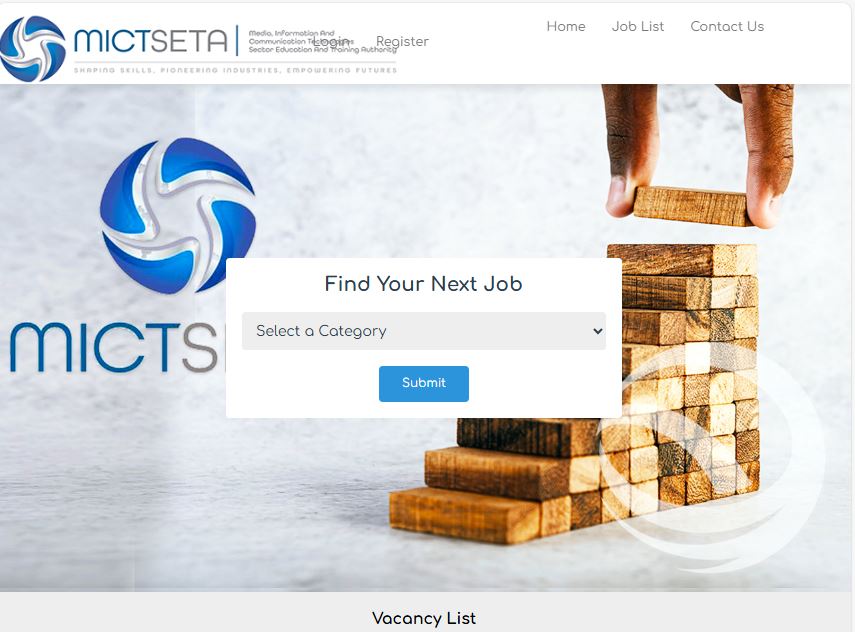 MICTSETA
Media, Information And
Communication Technologies
Sector Education And Training Authority
SHAPING SKILLS, PIONEERING INDUSTRIES, EMPOWERING FUTURES
Login Register
Home Job List Contact Us
MICTS
Find Your Next Job
Select a Category
Submit
Vacancy List